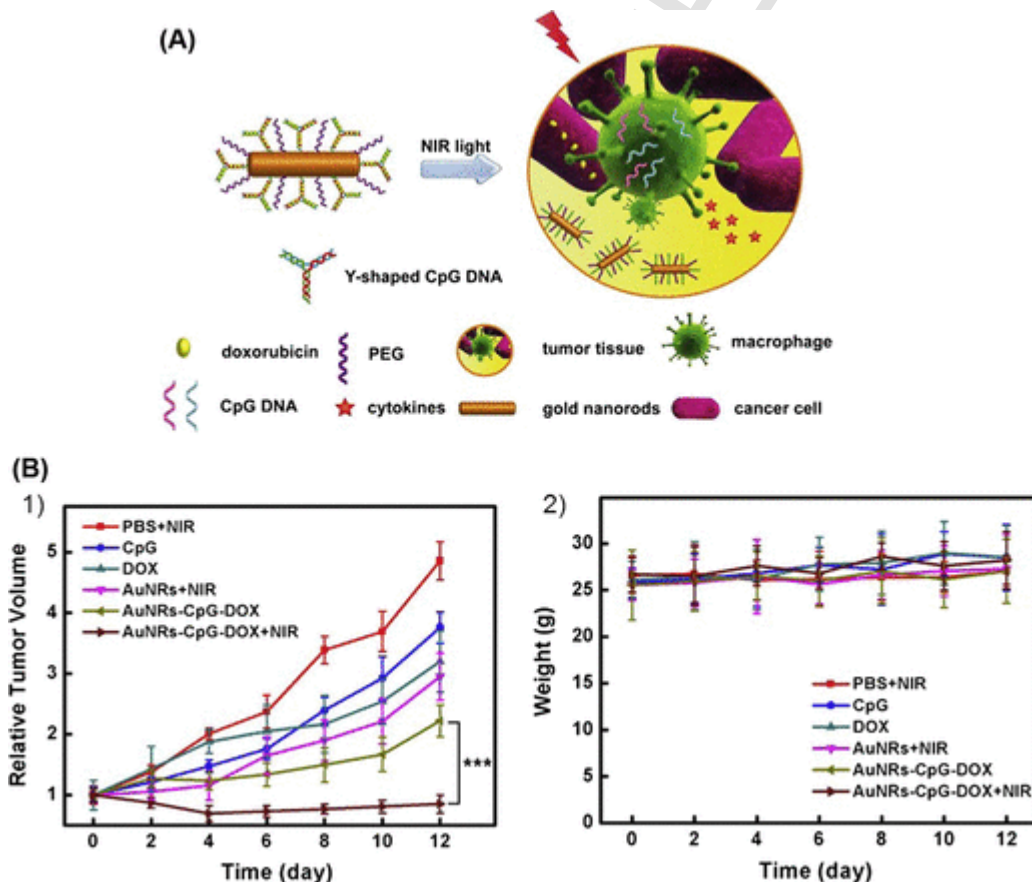 (A)
NIR light
Y-shaped CpG DNA
doxorubicin
PEG
tumor tissue
macrophage
CpG DNA
cytokines
gold nanorods
cancer cell
(B)
1)
Relative Tumor Volume
5
4
3
2
1
PBS+NIR
CpG
DOX
AuNRs+NIR
AuNRs-CpG-DOX
AuNRs-CpG-DOX+NIR
***
0 2 4 6 8 10 12
Time (day)
2)
Weight (g)
30
25
20
15
10
5
0
PBS+NIR
CpG
DOX
AuNRs+NIR
AuNRs-CpG-DOX
AuNRs-CpG-DOX+NIR
0 2 4 6 8 10 12
Time (day)